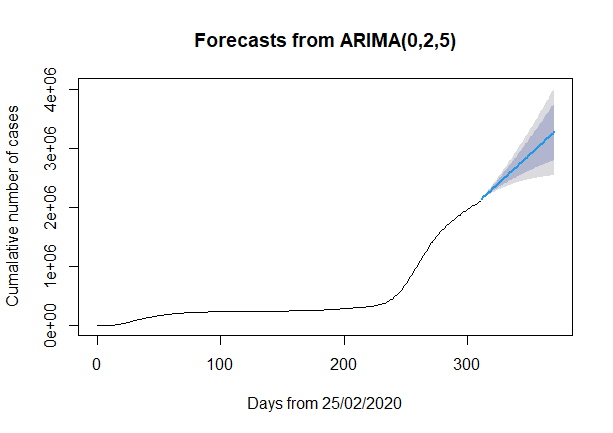 Forecasts from ARIMA(0,2,5)
4e+06
3e+06
2e+06
1e+06
0e+00
Cumalative number of cases
0 100 200 300
Days from 25/02/2020